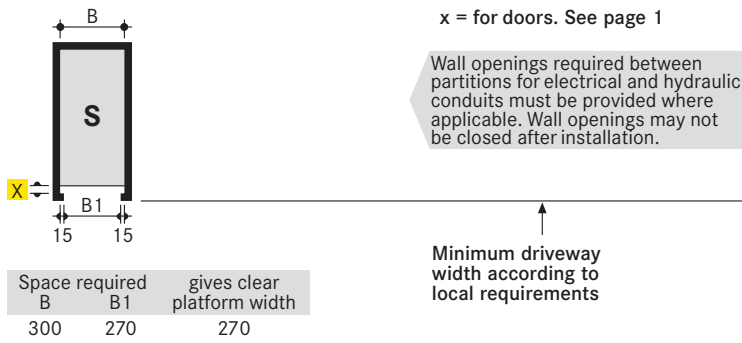 B
x = for doors. See page 1
Wall openings required between
partitions for electrical and hydraulic
conduits must be provided where
applicable. Wall openings may not
be closed after installation.
S
X
B1
15 15
Minimum driveway
width according to
local requirements
Space required gives clear
B B1 platform width
300 270 270